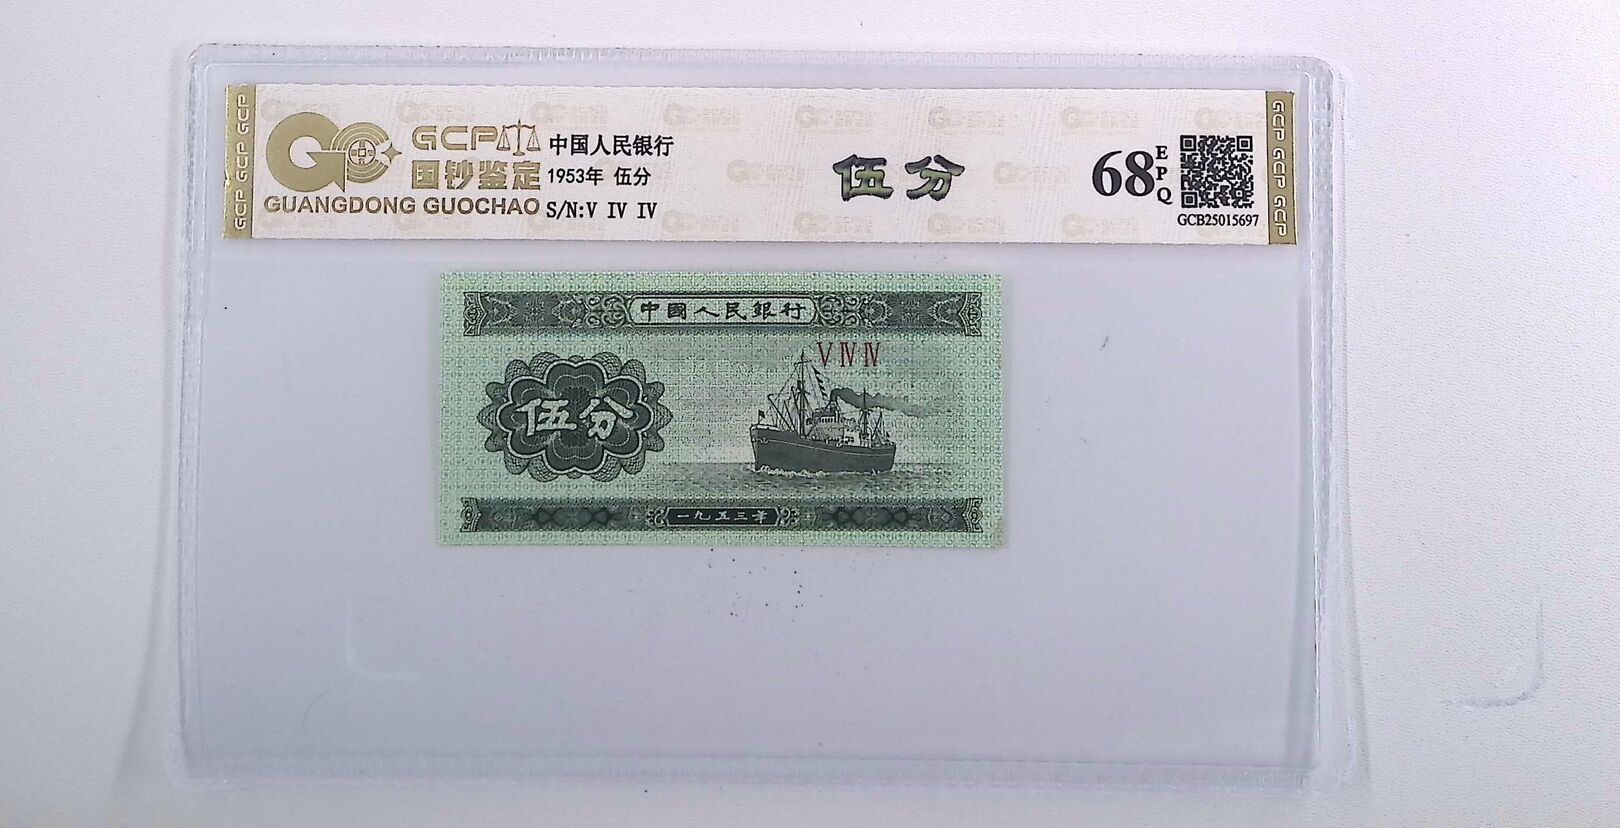 GCP GCP GCP
GCP
国钞鉴定
GUANGDONG GUOCHAO
中国人民银行
1953年 伍分
S/N:V IV IV
伍分
68
EPQ
GCB25015697
GCP GCP GCP
中國人民銀行
VⅣⅣ
伍分
一九五三年